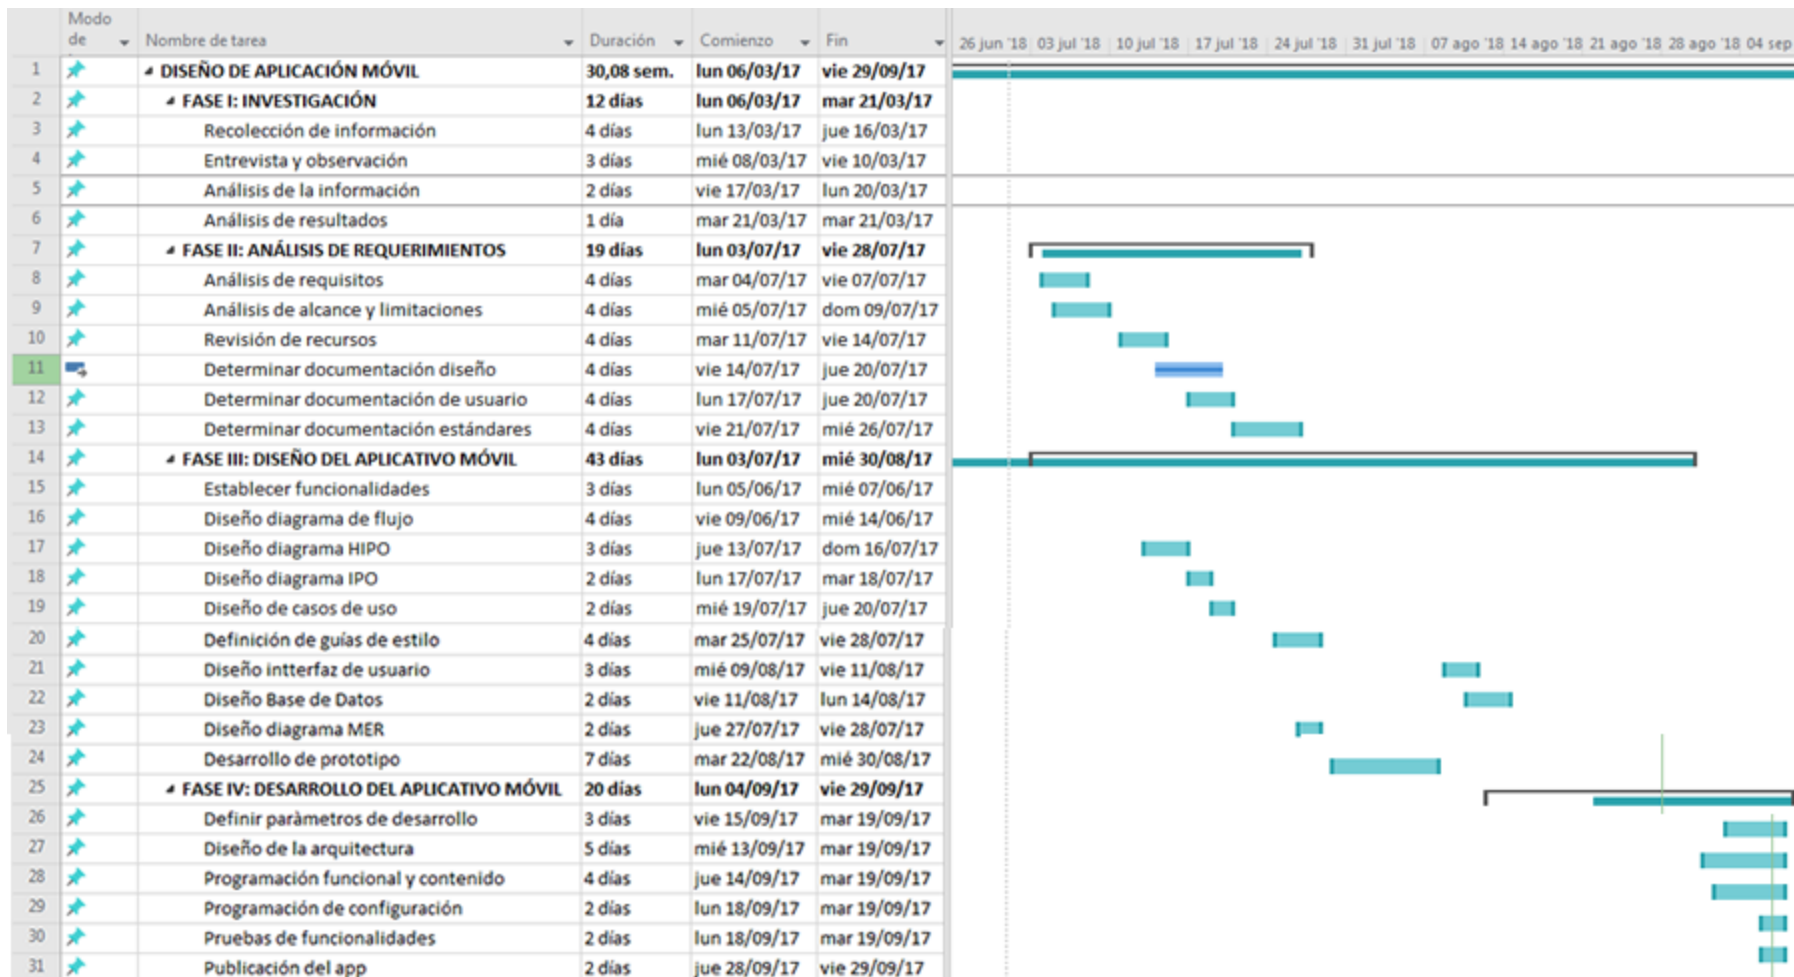 Modo de
Nombre de tarea Duración Comienzo Fin 26 jun '18 03 jul '18 10 jul '18 17 jul '18 24 jul '18 31 jul '18 07 ago '18 14 ago '18 21 ago '18 28 ago '18 04 sep
1 DISEÑO DE APLICACIÓN MÓVIL 30,08 sem. lun 06/03/17 vie 29/09/17
2 FASE I: INVESTIGACIÓN 12 días lun 06/03/17 mar 21/03/17
3 Recolección de información 4 días lun 13/03/17 jue 16/03/17
4 Entrevista y observación 3 días mié 08/03/17 vie 10/03/17
5 Análisis de la información 2 días vie 17/03/17 lun 20/03/17
6 Análisis de resultados 1 día mar 21/03/17 mar 21/03/17
7 FASE II: ANÁLISIS DE REQUERIMIENTOS 19 días lun 03/07/17 vie 28/07/17
8 Análisis de requisitos 4 días mar 04/07/17 vie 07/07/17
9 Análisis de alcance y limitaciones 4 días mié 05/07/17 dom 09/07/17
10 Revisión de recursos 4 días mar 11/07/17 vie 14/07/17
11 Determinar documentación diseño 4 días vie 14/07/17 jue 20/07/17
12 Determinar documentación de usuario 4 días lun 17/07/17 jue 20/07/17
13 Determinar documentación estándares 4 días vie 21/07/17 mié 26/07/17
14 FASE III: DISEÑO DEL APLICATIVO MÓVIL 43 días lun 03/07/17 mié 30/08/17
15 Establecer funcionalidades 3 días lun 05/06/17 mié 07/06/17
16 Diseño diagrama de flujo 4 días vie 09/06/17 mié 14/06/17
17 Diseño diagrama HIPO 3 días jue 13/07/17 dom 16/07/17
18 Diseño diagrama IPO 2 días lun 17/07/17 mar 18/07/17
19 Diseño de casos de uso 2 días mié 19/07/17 jue 20/07/17
20 Definición de guías de estilo 4 días mar 25/07/17 vie 28/07/17
21 Diseño intterfaz de usuario 3 días mié 09/08/17 vie 11/08/17
22 Diseño Base de Datos 2 días vie 11/08/17 lun 14/08/17
23 Diseño diagrama MER 2 días jue 27/07/17 vie 28/07/17
24 Desarrollo de prototipo 7 días mar 22/08/17 mié 30/08/17
25 FASE IV: DESARROLLO DEL APLICATIVO MÓVIL 20 días lun 04/09/17 vie 29/09/17
26 Definir paràmetros de desarrollo 3 días vie 15/09/17 mar 19/09/17
27 Diseño de la arquitectura 5 días mié 13/09/17 mar 19/09/17
28 Programación funcional y contenido 4 días jue 14/09/17 mar 19/09/17
29 Programación de configuración 2 días lun 18/09/17 mar 19/09/17
30 Pruebas de funcionalidades 2 días lun 18/09/17 mar 19/09/17
31 Publicación del app 2 días jue 28/09/17 vie 29/09/17